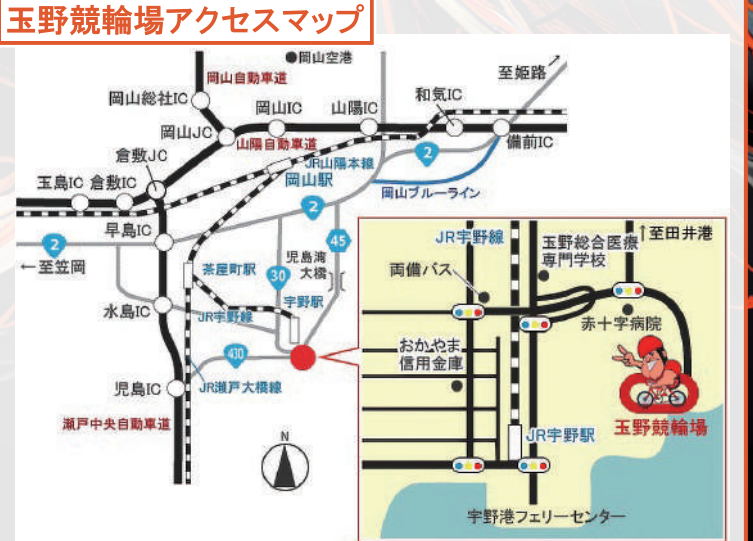 玉野競輪場アクセスマップ
岡山空港
至姫路
岡山自動車道
岡山総社IC
岡山IC
山陽IC
和気IC
岡山JC
山陽自動車道
備前IC
倉敷JC
JR山陽本線
2
岡山駅
玉島IC
倉敷IC
岡山ブルーライン
2
早島IC
2
←至笠岡
45
児島湾
大橋
茶屋町駅
30
宇野駅
水島IC
JR宇野線
430
児島IC
JR瀬戸大橋線
瀬戸中央自動車道
N
JR宇野線
玉野総合医療
専門学校
↑至田井港
両備バス
赤十字病院
おかやま
信用金庫
玉野競輪場
JR宇野駅
宇野港フェリーセンター